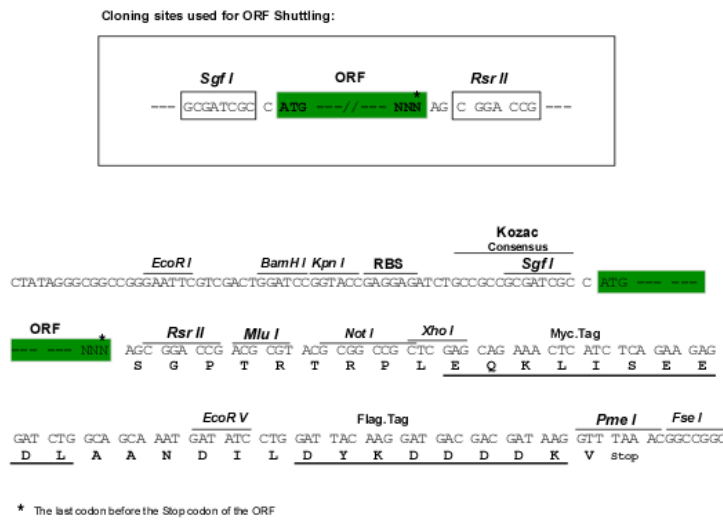 Cloning sites used for ORF Shuttling:
Sgf I ORF Rsr II
--- GCGATCGC C ATG ---//--- NNN* AG C GGA CCG ---
Kozac
Consensus
EcoR I BamH I Kpn I RBS Sgf I
CTATAGGGCGGCCGGGAATTCGTCGACTGGATCCGGTACCGAGGAGATCTGCCGCCGCGATCGC C ATG --- ---
ORF Rsr II Mlu I Not I Xho I Myc.Tag
--- --- NNN* AGC GGA CCG ACG CGT ACG CGG CCG CTC GAG CAG AAA CTC ATC TCA GAA GAG
S G P T R T R P L E Q K L I S E E
EcoR V Flag.Tag Pme I Fse I
GAT CTG GCA GCA AAT GAT ATC CTG GAT TAC AAG GAT GAC GAC GAT AAG GTT TAA ACGGCCGGC
D L A A N D I L D Y K D D D D K V Stop
* The last codon before the Stop codon of the ORF